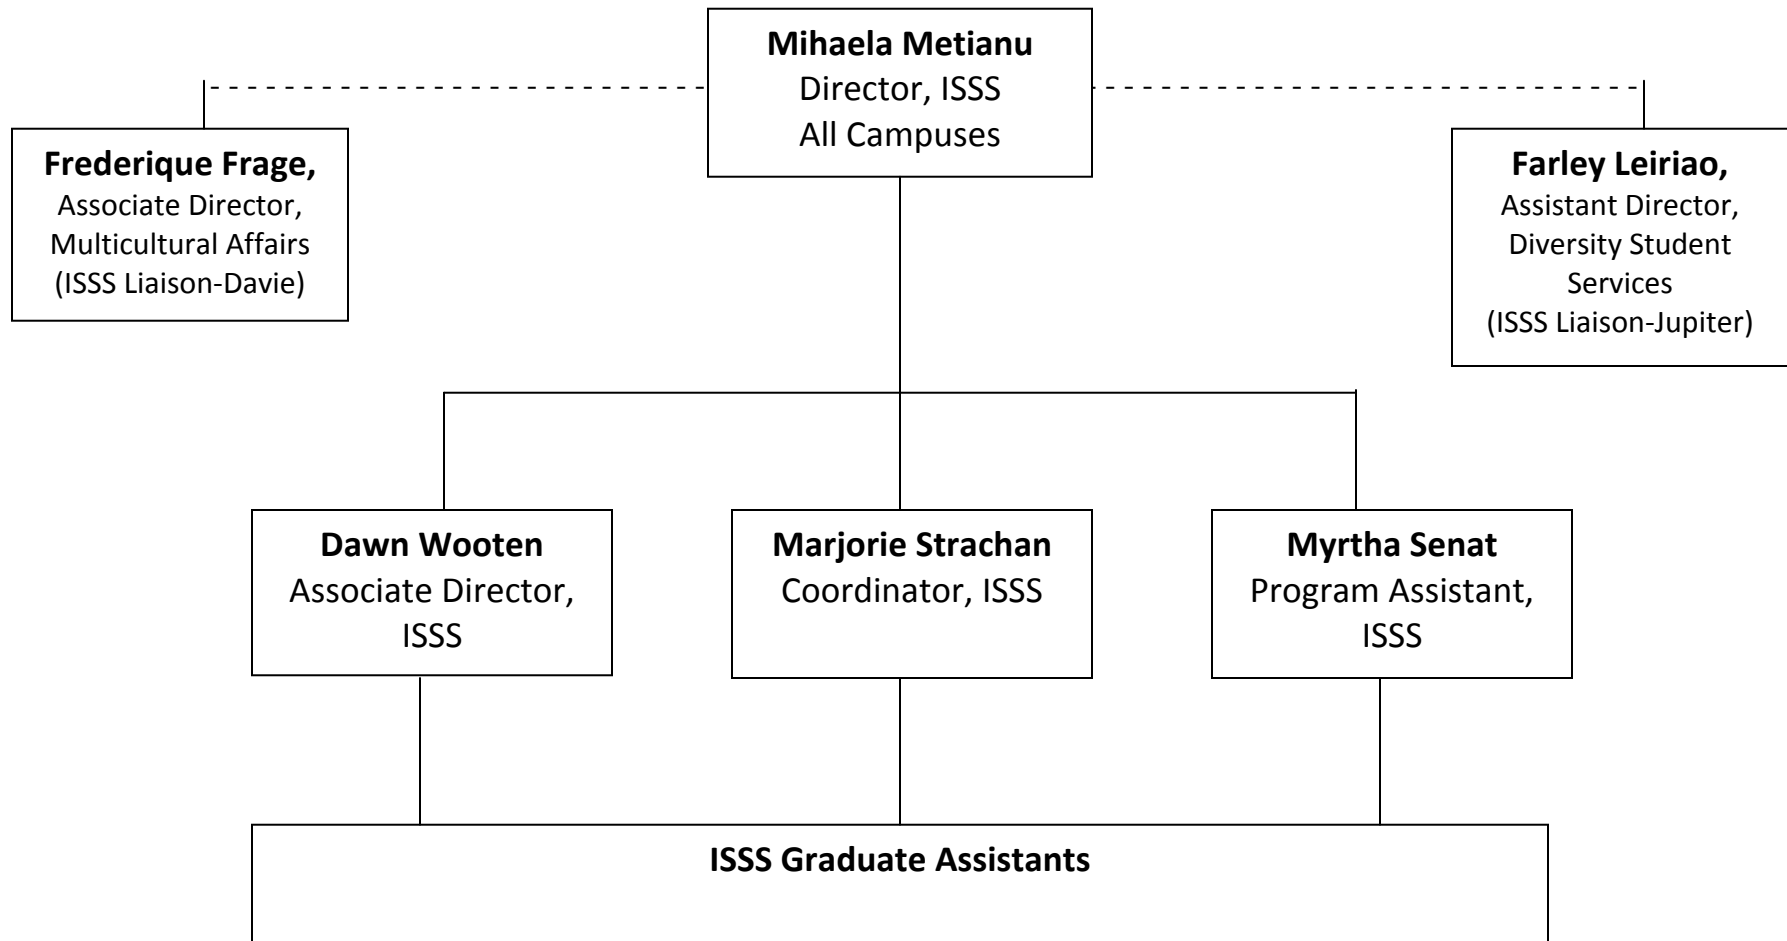 Mihaela Metianu
Director, ISSS
All Campuses
Frederique Frage,
Associate Director,
Multicultural Affairs
(ISSS Liaison-Davie)
Farley Leiriao,
Assistant Director,
Diversity Student
Services
(ISSS Liaison-Jupiter)
Dawn Wooten
Associate Director,
ISSS
Marjorie Strachan
Coordinator, ISSS
Myrtha Senat
Program Assistant,
ISSS
ISSS Graduate Assistants